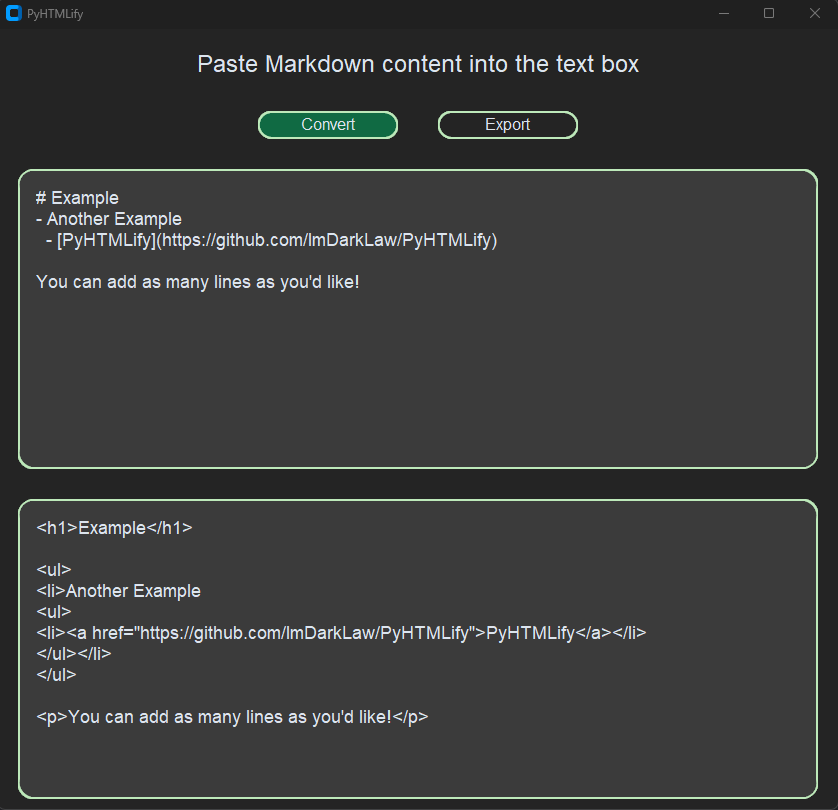 PyHTMLify
Paste Markdown content into the text box
Convert
Export
# Example
- Another Example
  - [PyHTMLify](https://github.com/ImDarkLaw/PyHTMLify)
You can add as many lines as you'd like!
<h1>Example</h1>
<ul>
<li>Another Example
<ul>
<li><a href="https://github.com/ImDarkLaw/PyHTMLify">PyHTMLify</a></li>
</ul></li>
</ul>
<p>You can add as many lines as you'd like!</p>